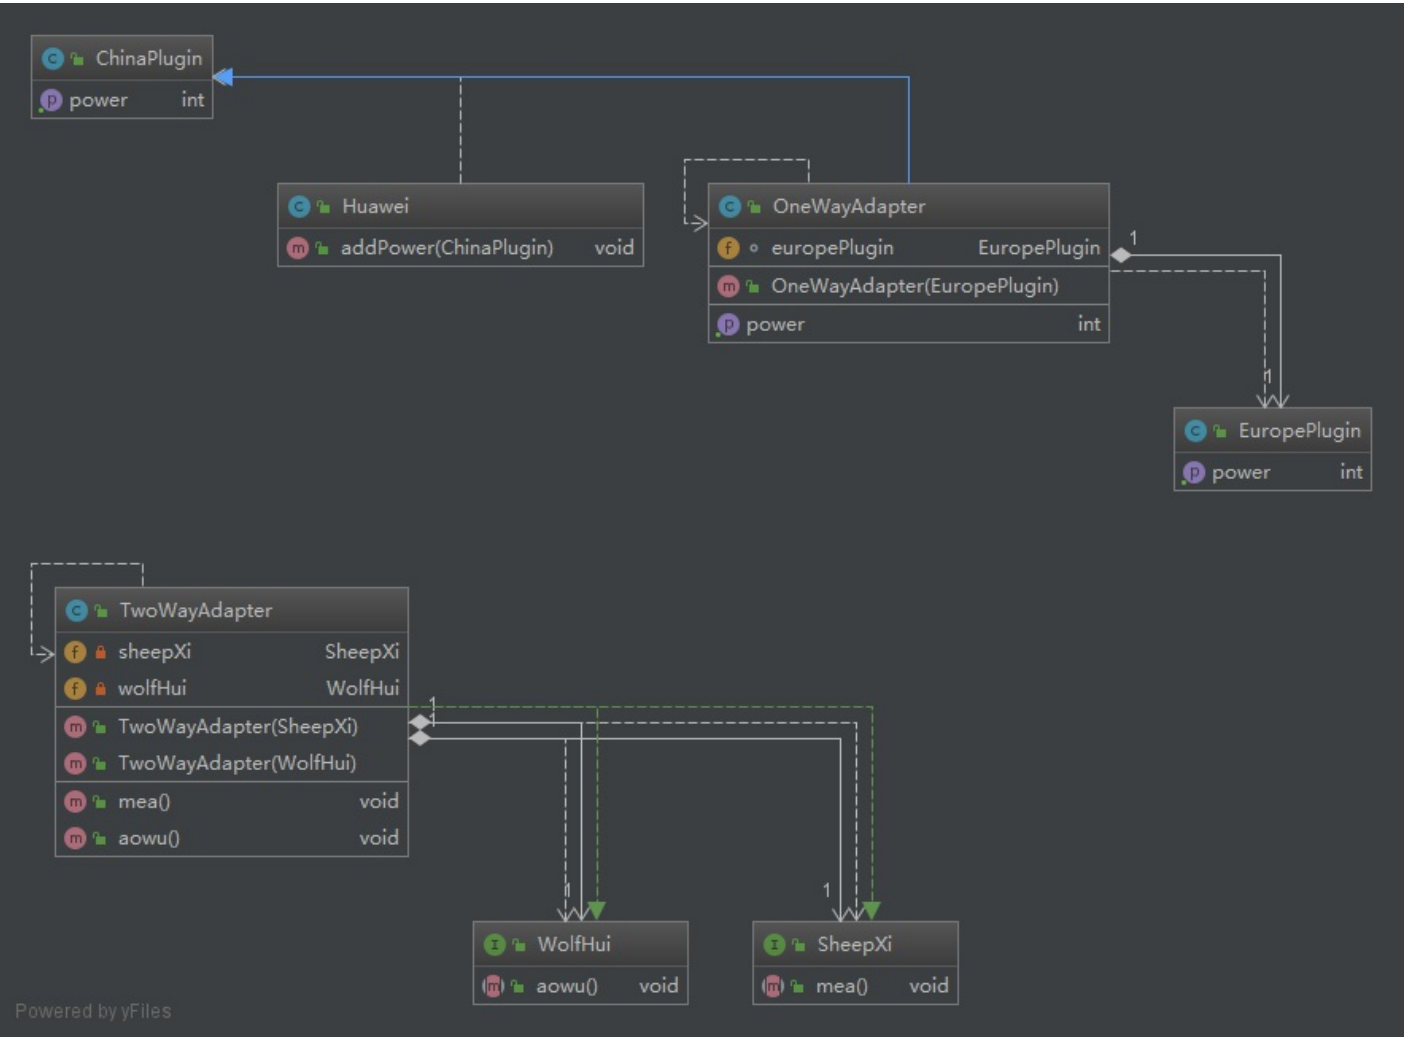 ChinaPlugin
power int
Huawei
addPower(ChinaPlugin) void
OneWayAdapter
europePlugin EuropePlugin
1
OneWayAdapter(EuropePlugin)
power int
1
EuropePlugin
power int
TwoWayAdapter
sheepXi SheepXi
wolfHui WolfHui
1
TwoWayAdapter(SheepXi)
1
TwoWayAdapter(WolfHui)
mea() void
aowu() void
1
1
WolfHui
aowu() void
SheepXi
mea() void
Powered by yFiles